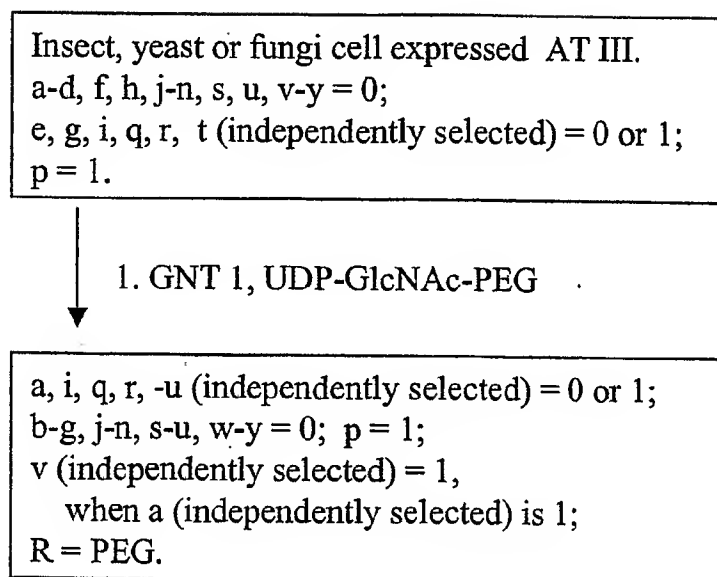 Insect, yeast or fungi cell expressed AT III.
a-d, f, h, j-n, s, u, v-y = 0;
e, g, i, q, r, t (independently selected) = 0 or 1;
p = 1.
1. GNT 1, UDP-GlcNAc-PEG
a, i, q, r, -u (independently selected) = 0 or 1;
b-g, j-n, s-u, w-y = 0; p = 1;
v (independently selected) = 1,
when a (independently selected) is 1;
R = PEG.